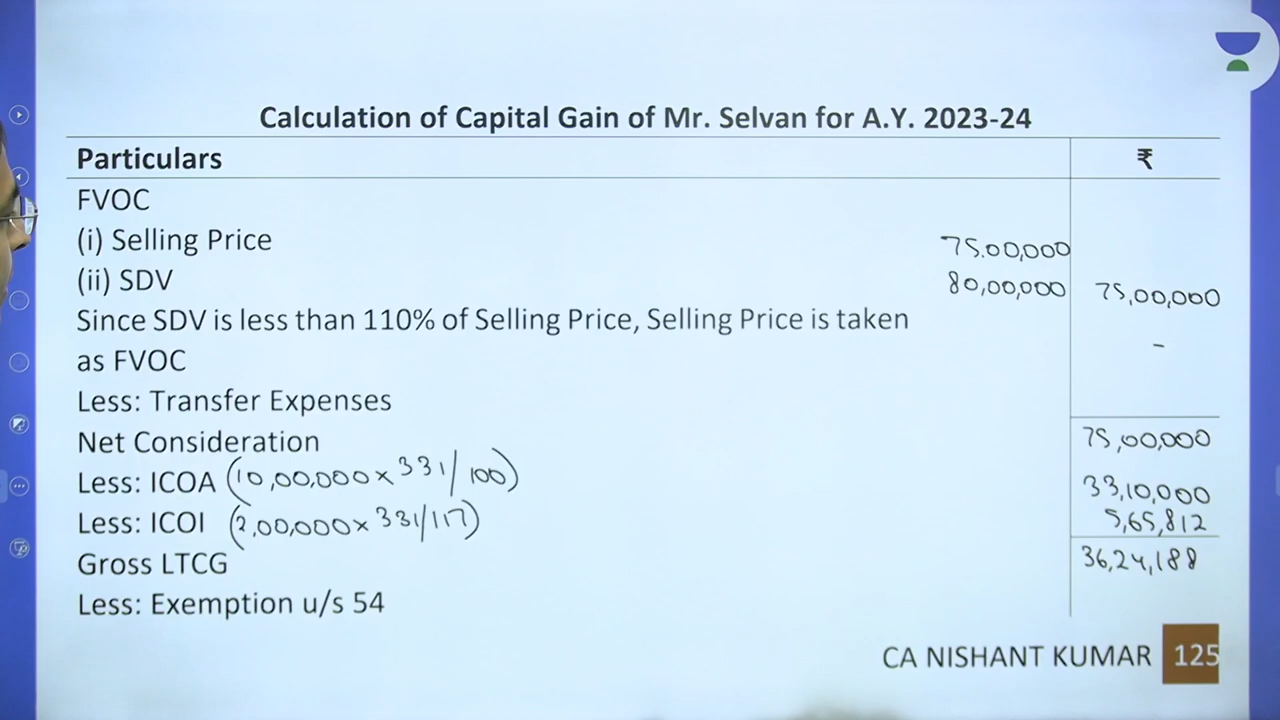 Calculation of Capital Gain of Mr. Selvan for A.Y. 2023-24
Particulars ₹
FVOC
(i) Selling Price 75,00,000
(ii) SDV 80,00,000 75,00,000
Since SDV is less than 110% of Selling Price, Selling Price is taken
as FVOC -
Less: Transfer Expenses
Net Consideration 75,00,000
Less: ICOA (10,00,000 × 331/100) 33,10,000
Less: ICOI (2,00,000 × 331/117) 5,65,812
Gross LTCG 36,24,188
Less: Exemption u/s 54
CA NISHANT KUMAR 125